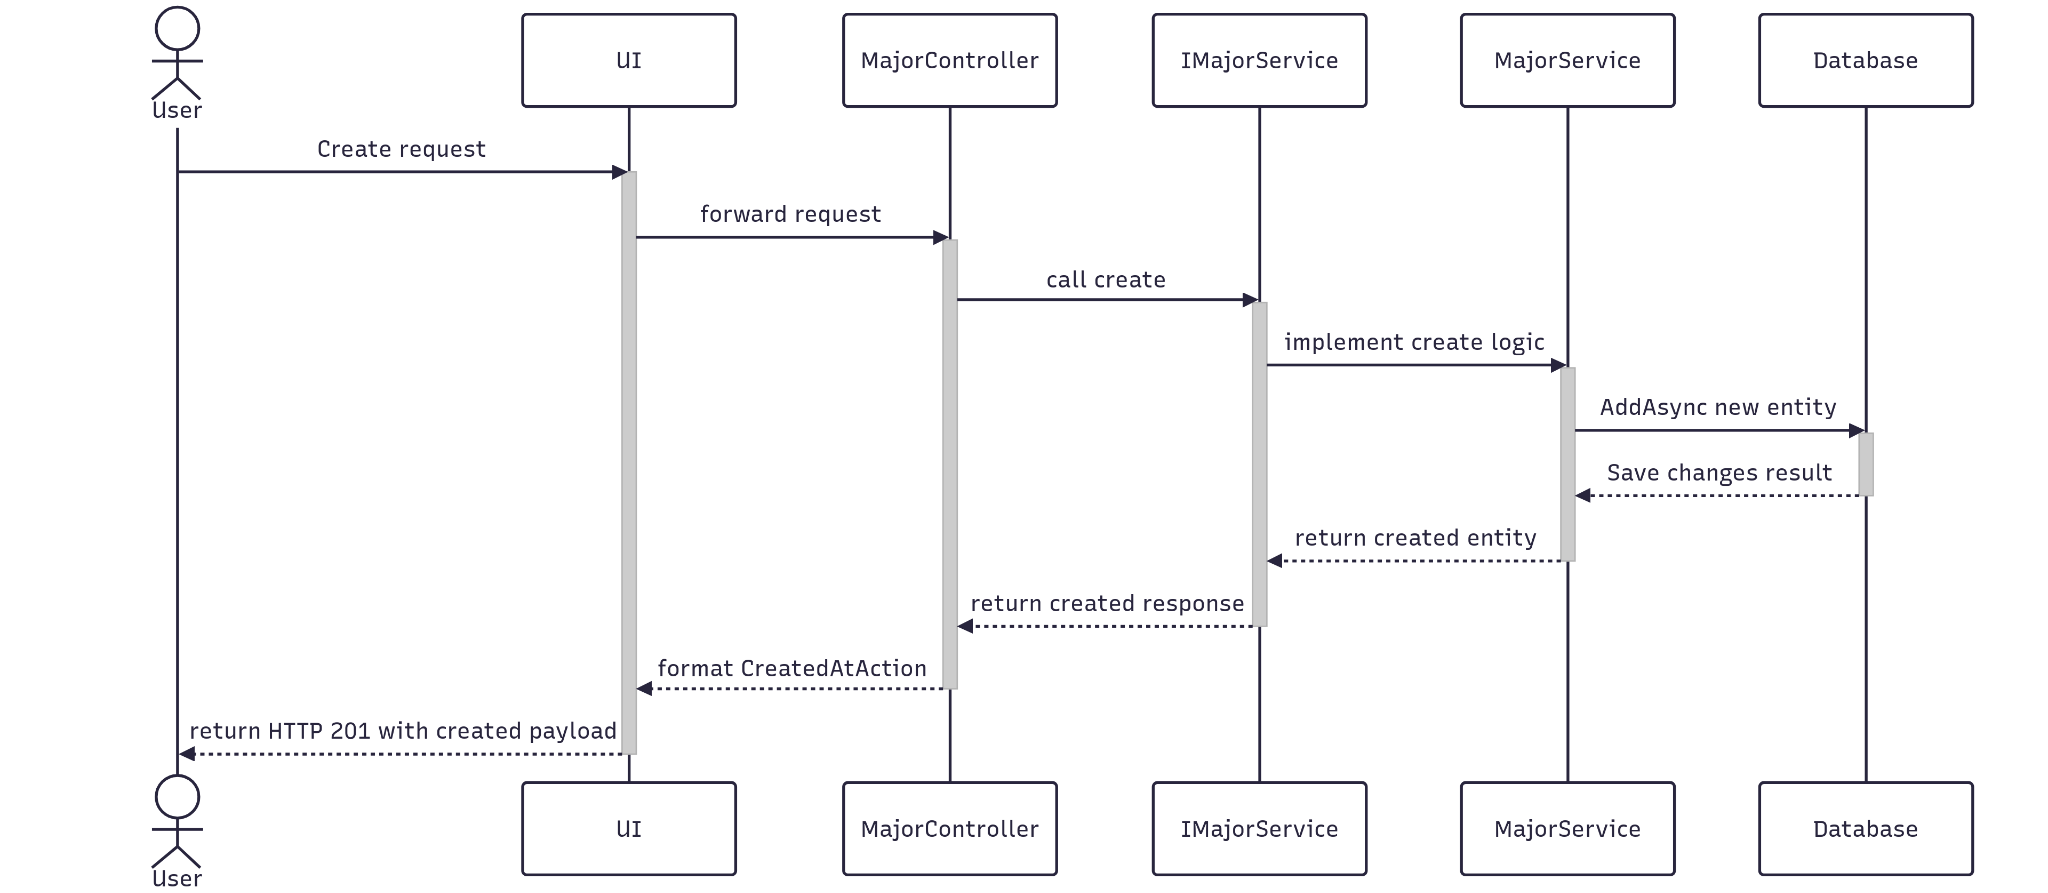 User
UI
MajorController
IMajorService
MajorService
Database
Create request
forward request
call create
implement create logic
AddAsync new entity
Save changes result
return created entity
return created response
format CreatedAtAction
return HTTP 201 with created payload
User
UI
MajorController
IMajorService
MajorService
Database